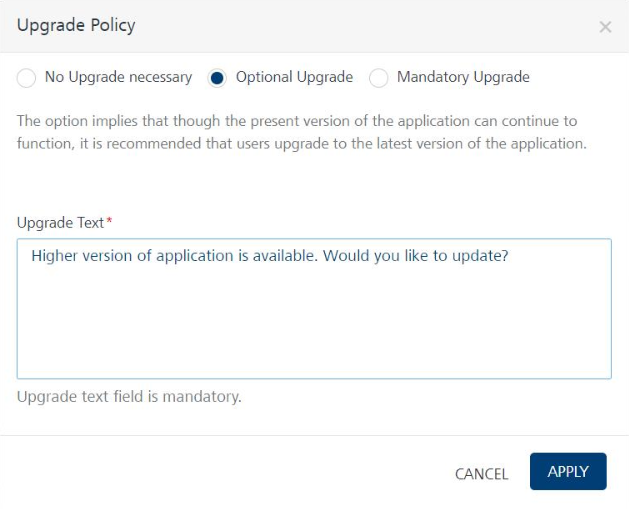 Upgrade Policy
No Upgrade necessary Optional Upgrade Mandatory Upgrade
The option implies that though the present version of the application can continue to
function, it is recommended that users upgrade to the latest version of the application.
Upgrade Text*
Higher version of application is available. Would you like to update?
Upgrade text field is mandatory.
CANCEL APPLY